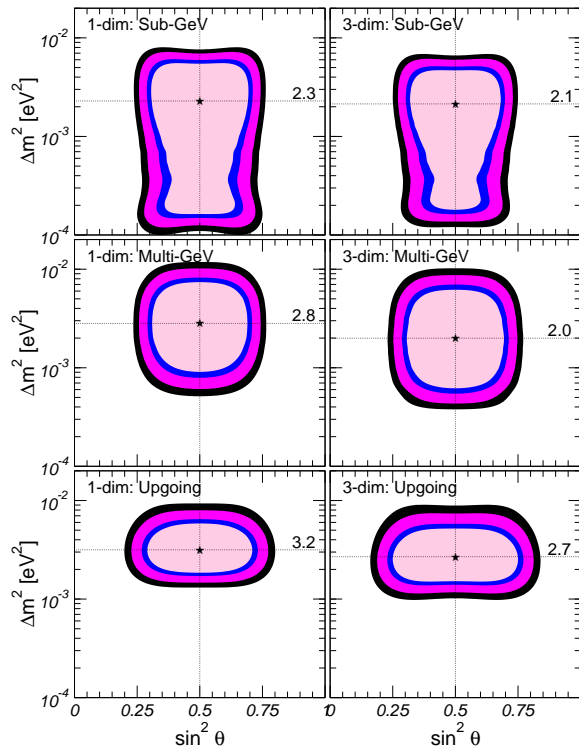 1-dim: Sub-GeV
3-dim: Sub-GeV
10⁻²
Δm² [eV²]
2.3
2.1
10⁻³
10⁻⁴
1-dim: Multi-GeV
3-dim: Multi-GeV
10⁻²
Δm² [eV²]
2.8
2.0
10⁻³
10⁻⁴
1-dim: Upgoing
3-dim: Upgoing
10⁻²
Δm² [eV²]
3.2
2.7
10⁻³
10⁻⁴
0 0.25 0.5 0.75 1 0 0.25 0.5 0.75 1
sin² θ
sin² θ